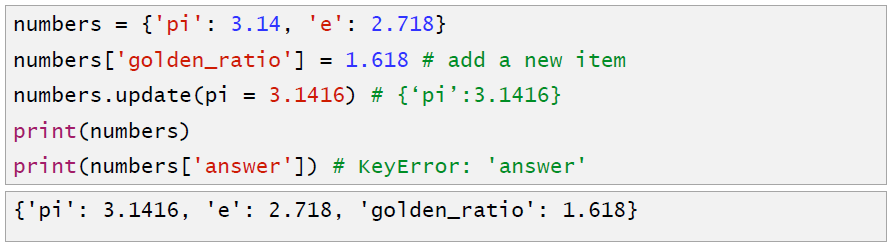 numbers = {'pi': 3.14, 'e': 2.718}
numbers['golden_ratio'] = 1.618 # add a new item
numbers.update(pi = 3.1416) # {‘pi’:3.1416}
print(numbers)
print(numbers['answer']) # KeyError: 'answer'
{'pi': 3.1416, 'e': 2.718, 'golden_ratio': 1.618}